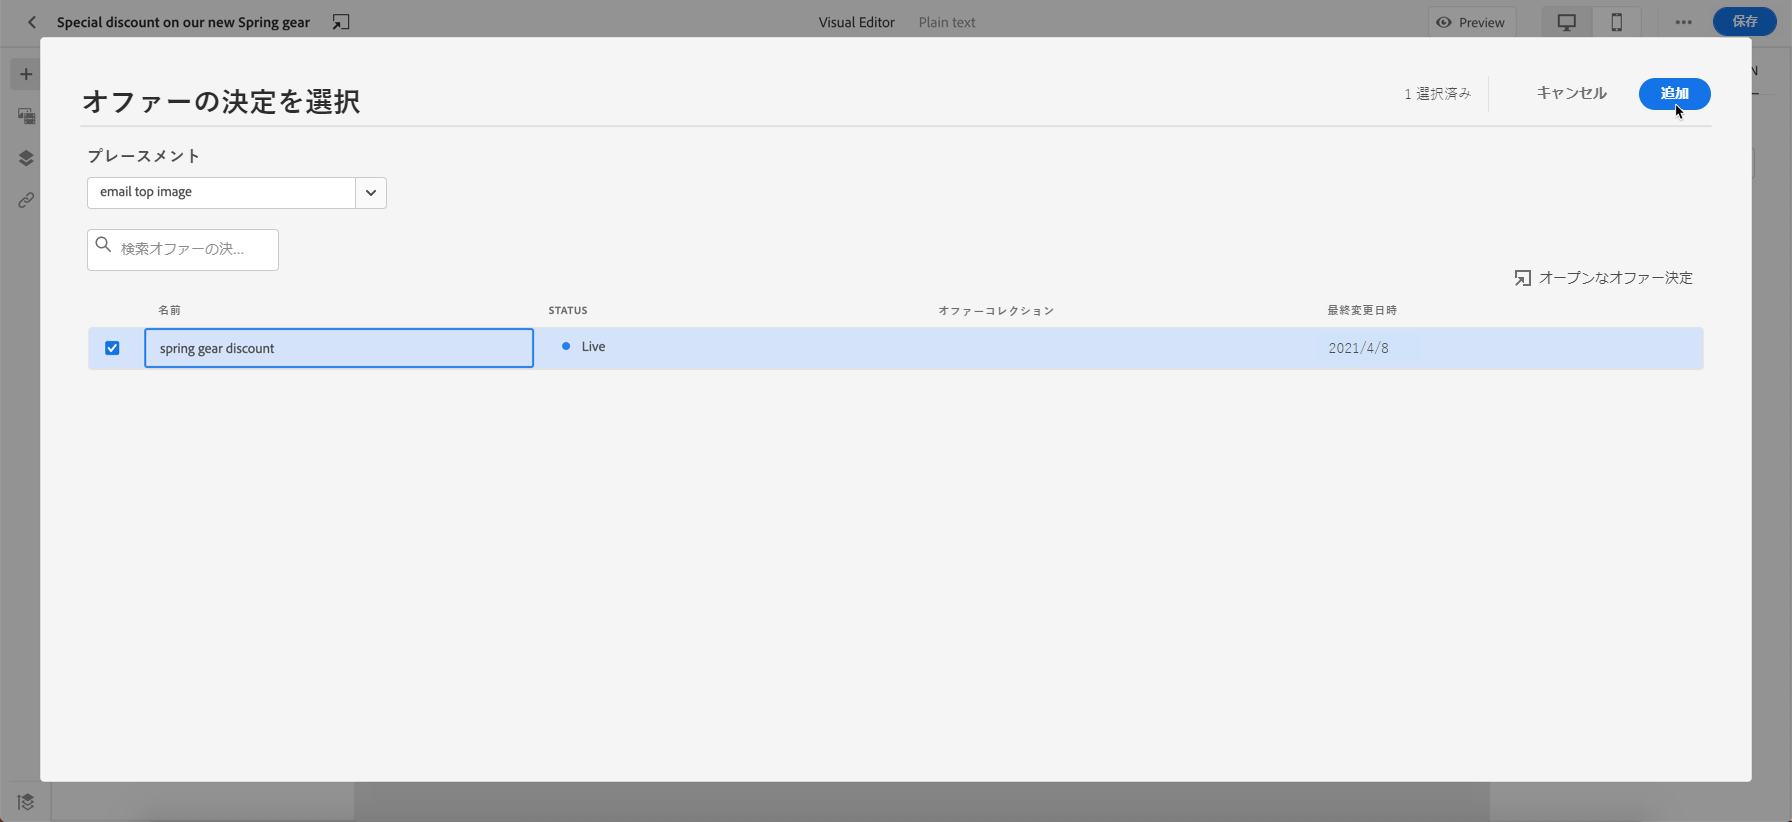 Special discount on our new Spring gear
Visual Editor
Plain text
Preview
保存
N
オファーの決定を選択
1 選択済み
キャンセル
追加
プレースメント
email top image
検索オファーの決...
オープンなオファー決定
名前
STATUS
オファーコレクション
最終変更日時
spring gear discount
Live
2021/4/8